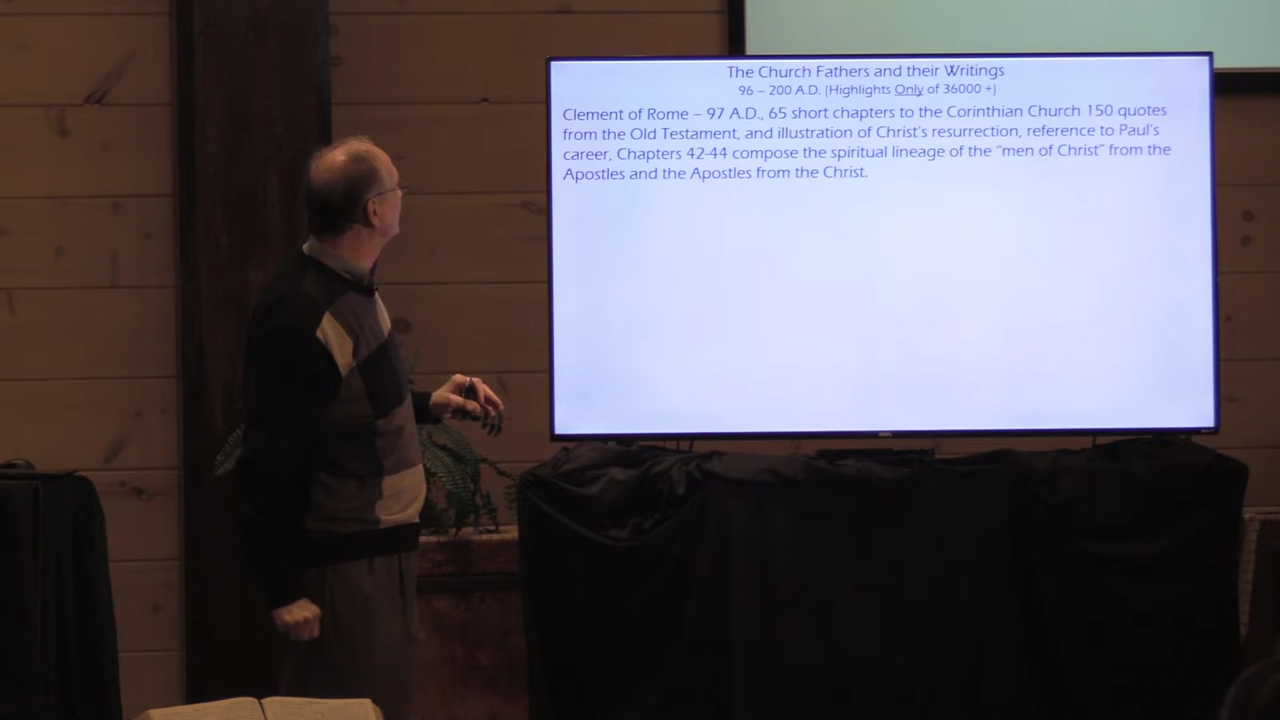 The Church Fathers and their Writings
96 – 200 A.D. (Highlights Only of 36000 +)
Clement of Rome – 97 A.D., 65 short chapters to the Corinthian Church 150 quotes
from the Old Testament, and illustration of Christ's resurrection, reference to Paul's
career, Chapters 42-44 compose the spiritual lineage of the "men of Christ" from the
Apostles and the Apostles from the Christ.